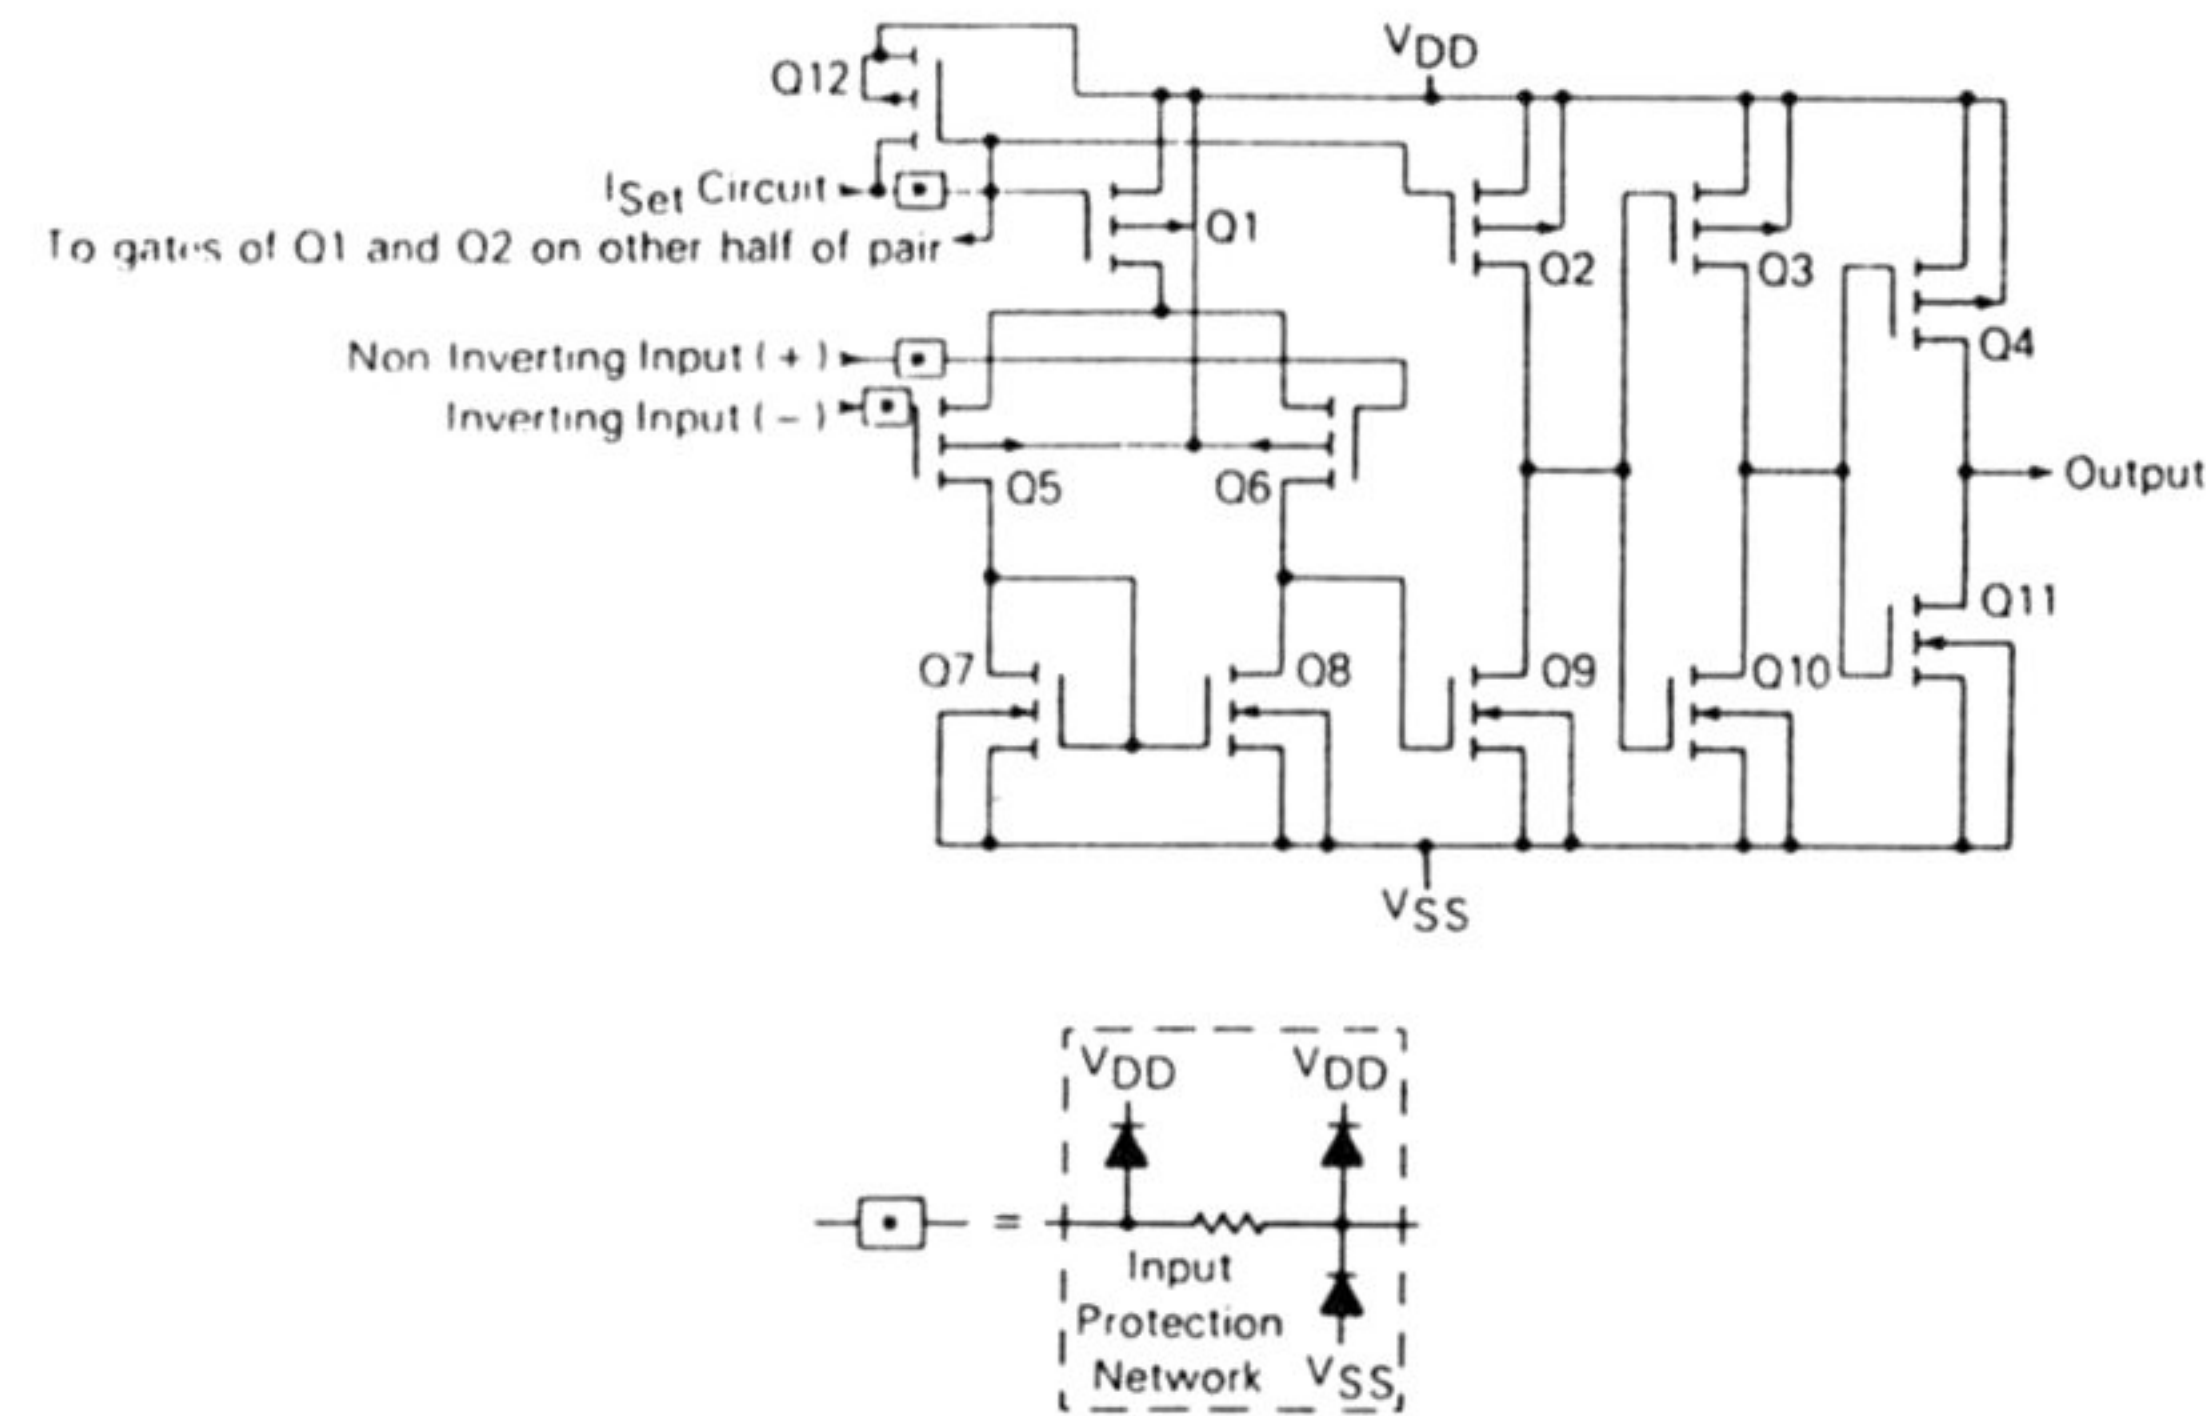 VDD
Q12
ISet Circuit
To gates of Q1 and Q2 on other half of pair
Q1
Q2
Q3
Q4
Non Inverting Input ( + )
Inverting Input ( – )
Q5
Q6
Output
Q7
Q8
Q9
Q10
Q11
VSS
VDD
VDD
=
Input
Protection
Network
VSS